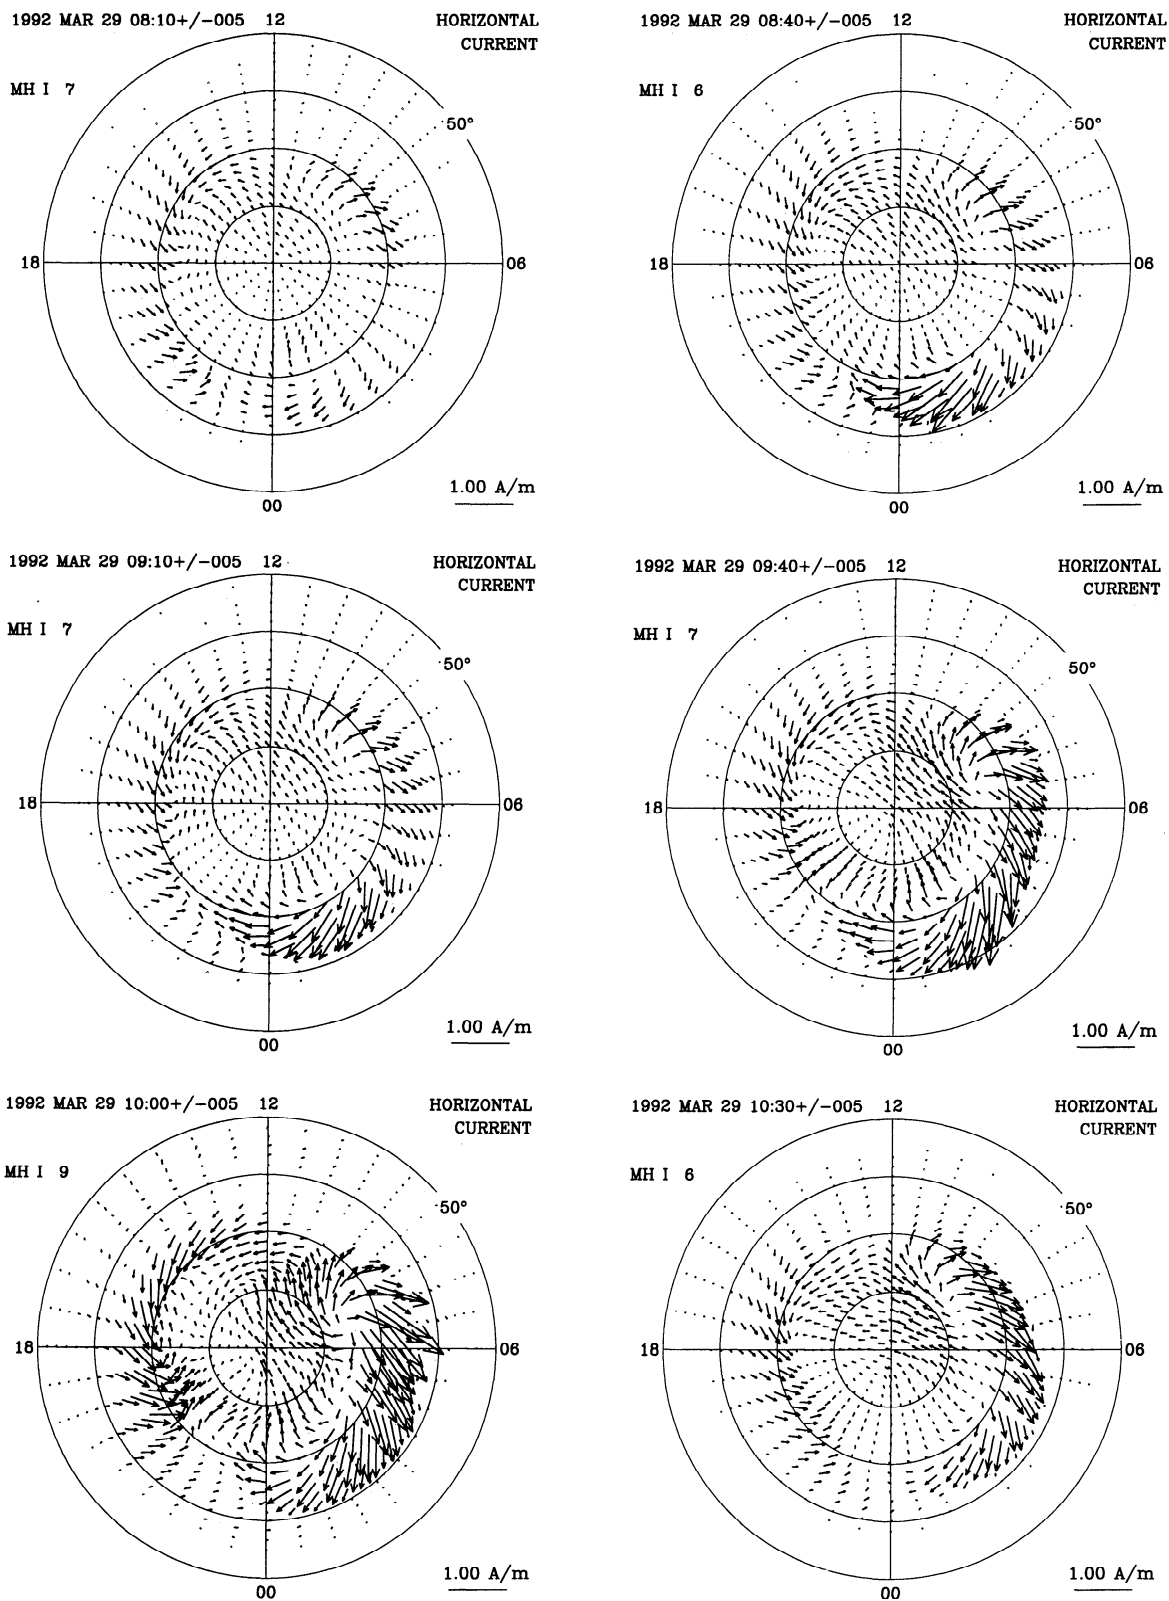 1992 MAR 29 08:10+/−005 12 HORIZONTAL
CURRENT
MH I 7
50°
18
06
1.00 A/m
00
1992 MAR 29 08:40+/−005 12 HORIZONTAL
CURRENT
MH I 6
50°
18
06
1.00 A/m
00
1992 MAR 29 09:10+/−005 12 HORIZONTAL
CURRENT
MH I 7
50°
18
06
1.00 A/m
00
1992 MAR 29 09:40+/−005 12 HORIZONTAL
CURRENT
MH I 7
50°
18
06
1.00 A/m
00
1992 MAR 29 10:00+/−005 12 HORIZONTAL
CURRENT
MH I 9
50°
18
06
1.00 A/m
00
1992 MAR 29 10:30+/−005 12 HORIZONTAL
CURRENT
MH I 6
50°
18
06
1.00 A/m
00